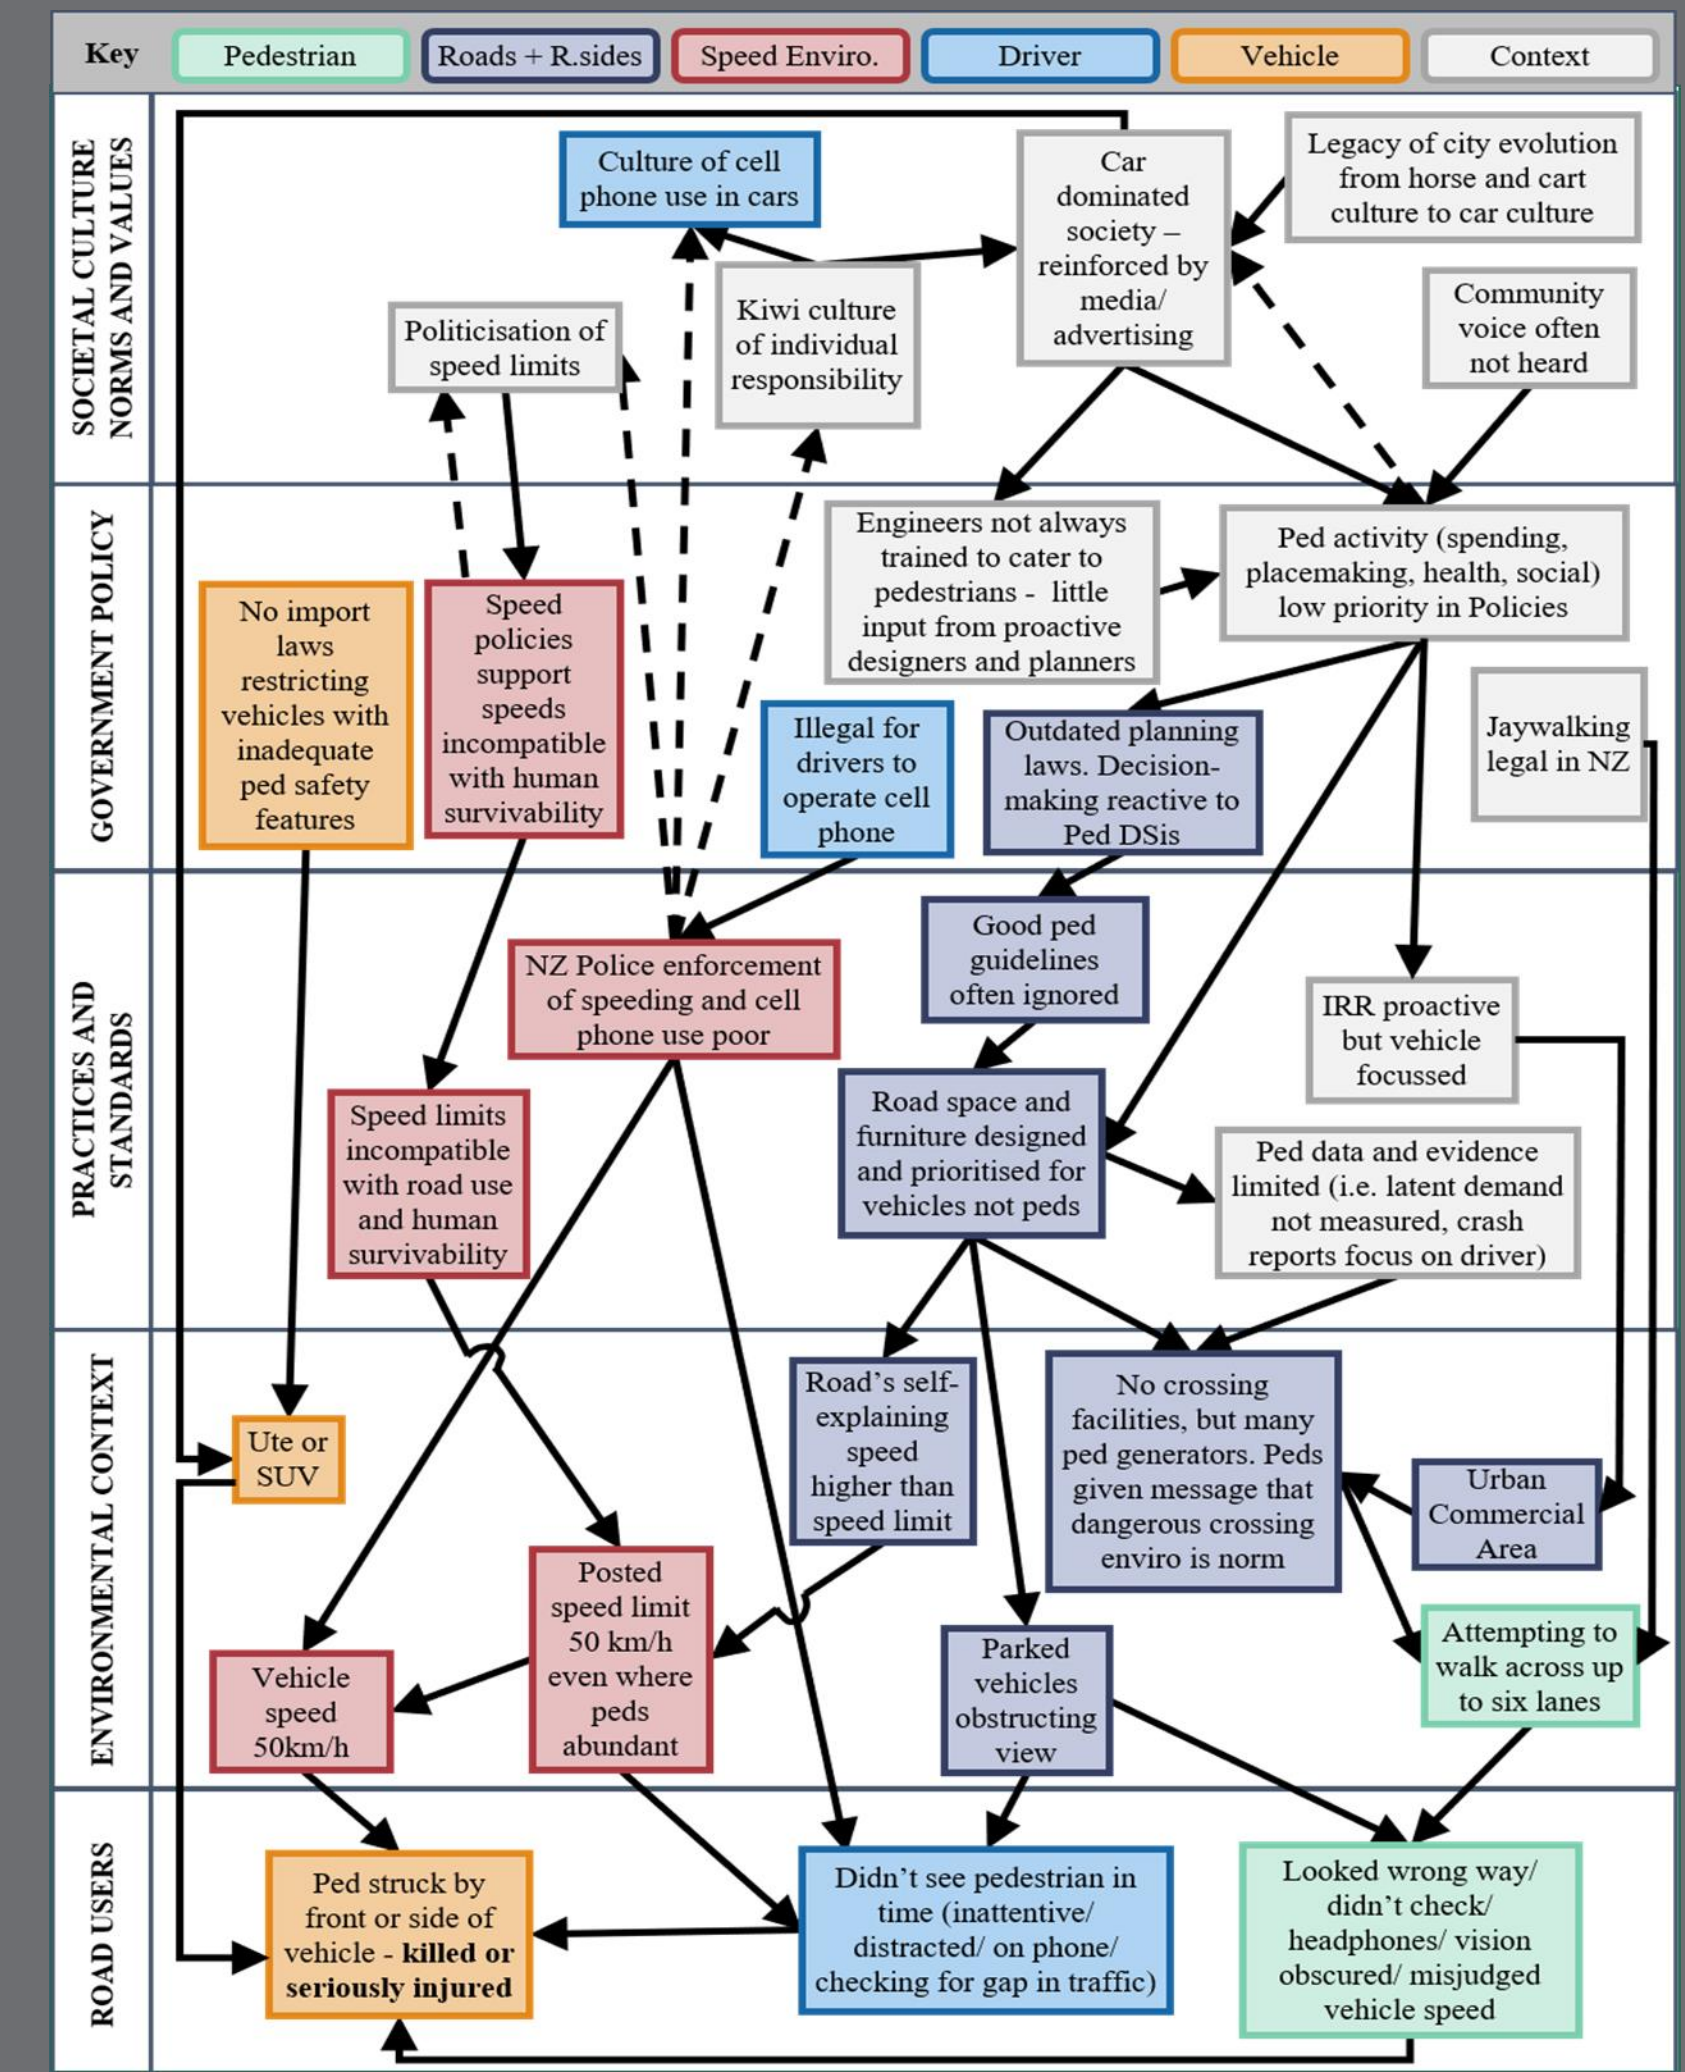 Key
Pedestrian
Roads + R.sides
Speed Enviro.
Driver
Vehicle
Context
SOCIETAL CULTURE
NORMS AND VALUES
Culture of cell
phone use in cars
Car
dominated
society –
reinforced by
media/
advertising
Legacy of city evolution
from horse and cart
culture to car culture
Politicisation of
speed limits
Kiwi culture
of individual
responsibility
Community
voice often
not heard
GOVERNMENT POLICY
No import
laws
restricting
vehicles with
inadequate
ped safety
features
Speed
policies
support
speeds
incompatible
with human
survivability
Illegal for
drivers to
operate cell
phone
Engineers not always
trained to cater to
pedestrians - little
input from proactive
designers and planners
Ped activity (spending,
placemaking, health, social)
low priority in Policies
Outdated planning
laws. Decision-
making reactive to
Ped DSis
Jaywalking
legal in NZ
PRACTICES AND
STANDARDS
NZ Police enforcement
of speeding and cell
phone use poor
Good ped
guidelines
often ignored
IRR proactive
but vehicle
focussed
Speed limits
incompatible
with road use
and human
survivability
Road space and
furniture designed
and prioritised for
vehicles not peds
Ped data and evidence
limited (i.e. latent demand
not measured, crash
reports focus on driver)
ENVIRONMENTAL CONTEXT
Ute or
SUV
Road's self-
explaining
speed
higher than
speed limit
No crossing
facilities, but many
ped generators. Peds
given message that
dangerous crossing
enviro is norm
Urban
Commercial
Area
Vehicle
speed
50km/h
Posted
speed limit
50 km/h
even where
peds
abundant
Parked
vehicles
obstructing
view
Attempting to
walk across up
to six lanes
ROAD USERS
Ped struck by
front or side of
vehicle - killed or
seriously injured
Didn't see pedestrian in
time (inattentive/
distracted/ on phone/
checking for gap in traffic)
Looked wrong way/
didn't check/
headphones/ vision
obscured/ misjudged
vehicle speed